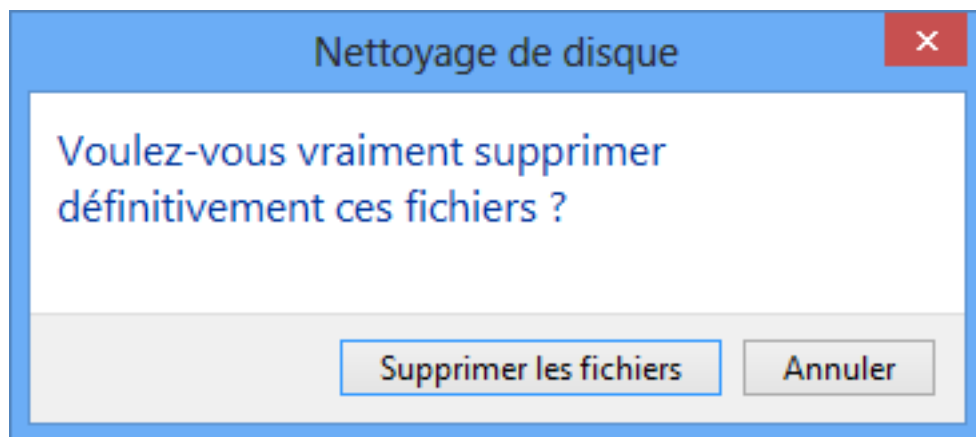 Nettoyage de disque
Voulez-vous vraiment supprimer
définitivement ces fichiers ?
Supprimer les fichiers
Annuler